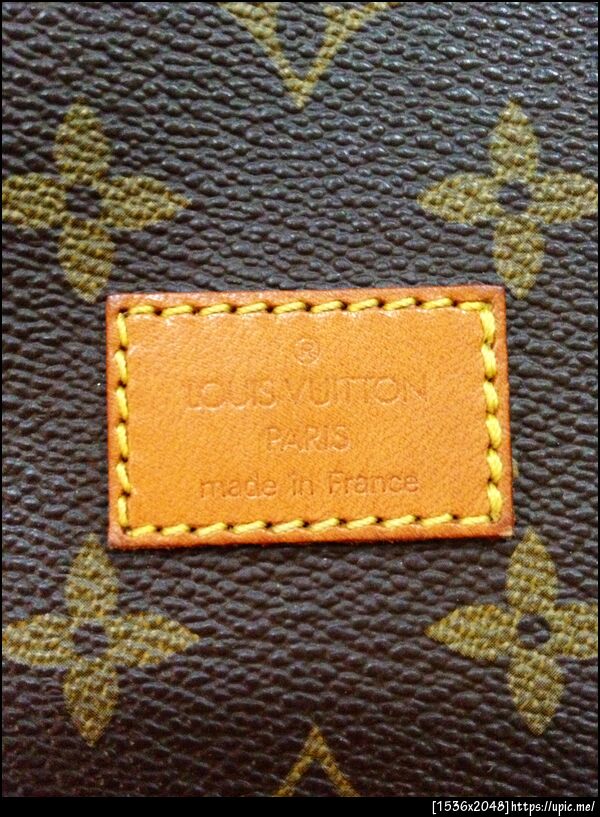 ®
LOUIS VUITTON
PARIS
made in France
[1536x2048]https://upic.me/